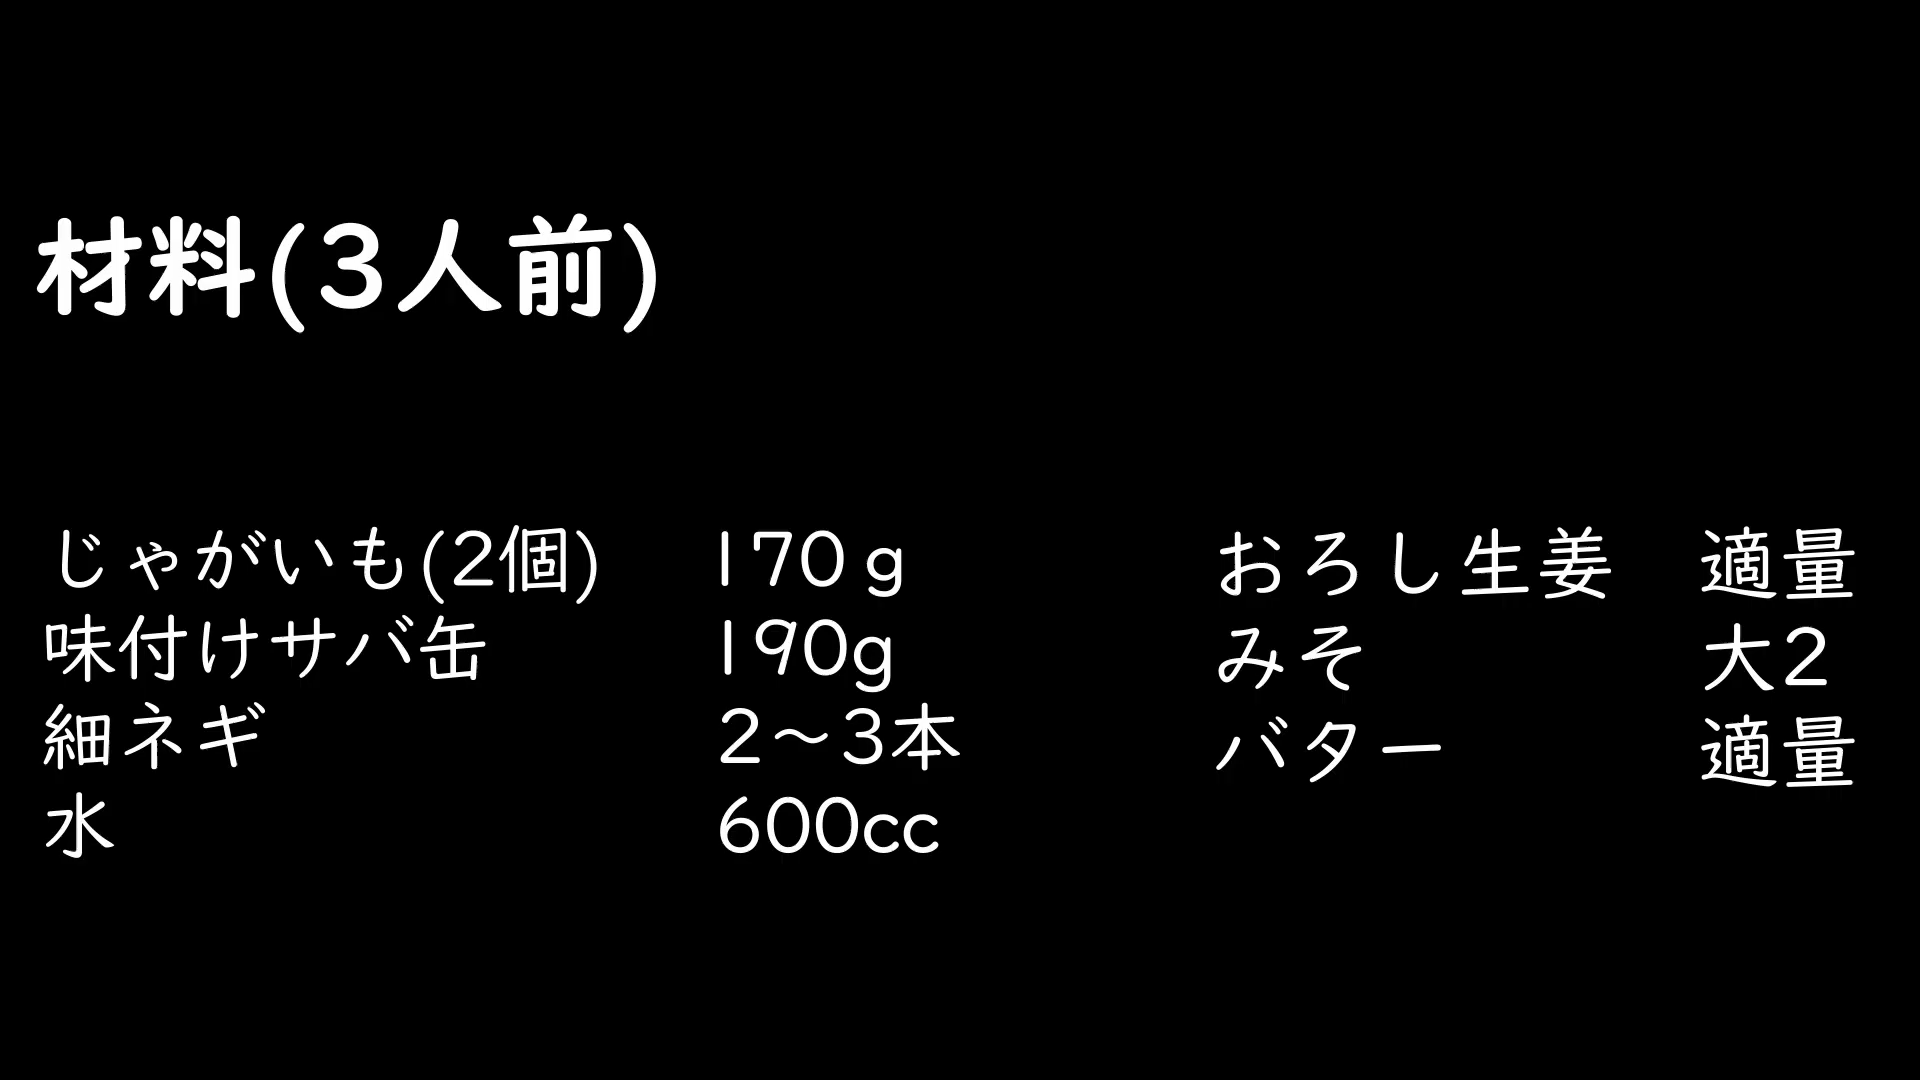 材料(3人前)
じゃがいも(2個) 170g
味付けサバ缶 190g
細ネギ 2〜3本
水 600cc
おろし生姜 適量
みそ 大2
バター 適量